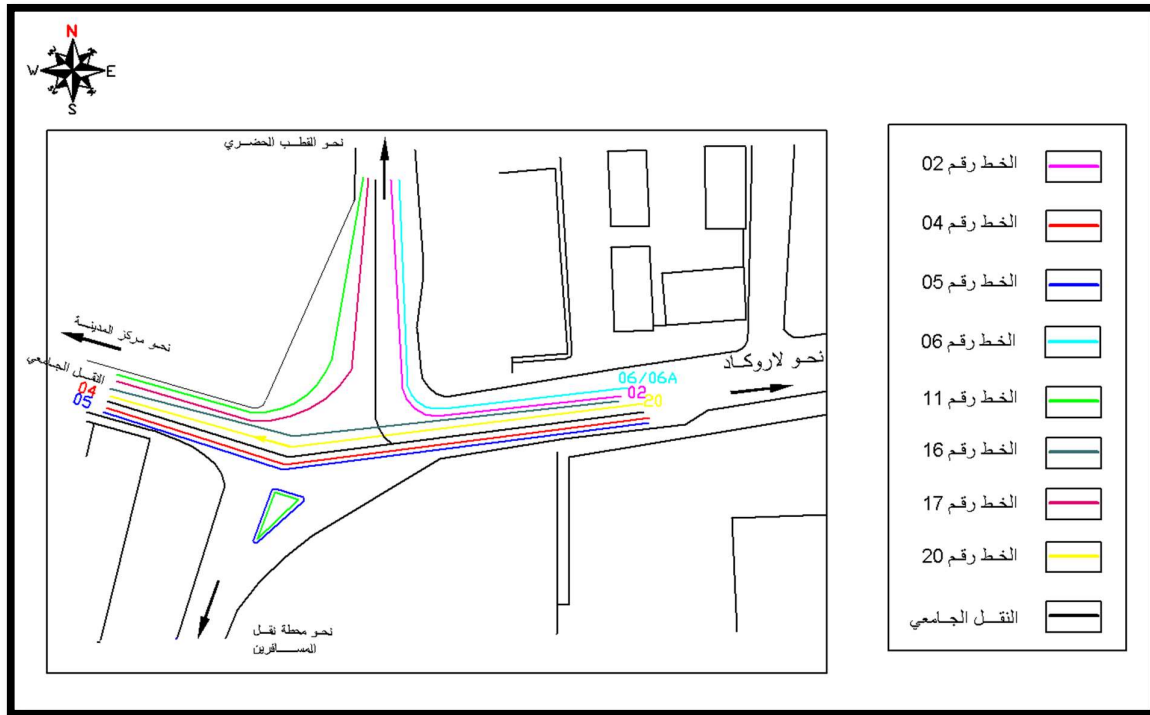 N
W
E
S
نحو القطب الحضري
نحو مركز المدينة
النقل الجامعي
04
05
06/06A
02
20
نحو لاروكاد
نحو محطة نقل
المسافرين
الخط رقم 02
الخط رقم 04
الخط رقم 05
الخط رقم 06
الخط رقم 11
الخط رقم 16
الخط رقم 17
الخط رقم 20
النقل الجامعي